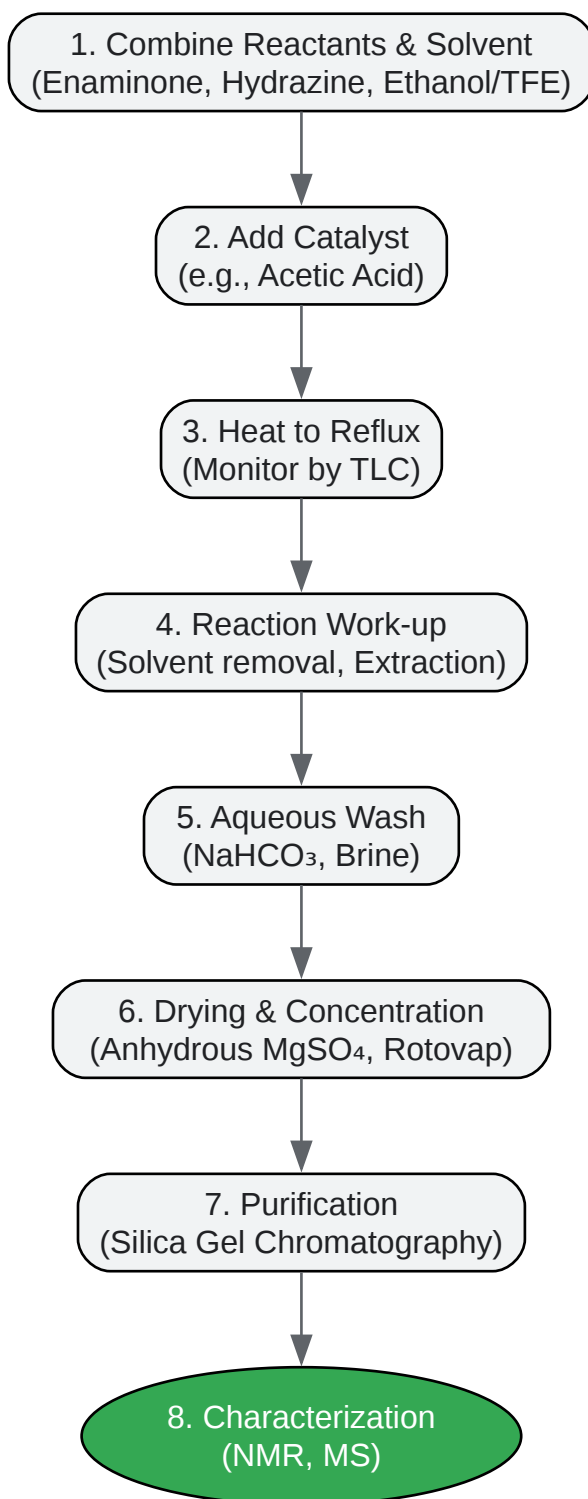 1. Combine Reactants & Solvent
(Enaminone, Hydrazine, Ethanol/TFE)
2. Add Catalyst
(e.g., Acetic Acid)
3. Heat to Reflux
(Monitor by TLC)
4. Reaction Work-up
(Solvent removal, Extraction)
5. Aqueous Wash
(NaHCO₃, Brine)
6. Drying & Concentration
(Anhydrous MgSO₄, Rotovap)
7. Purification
(Silica Gel Chromatography)
8. Characterization
(NMR, MS)